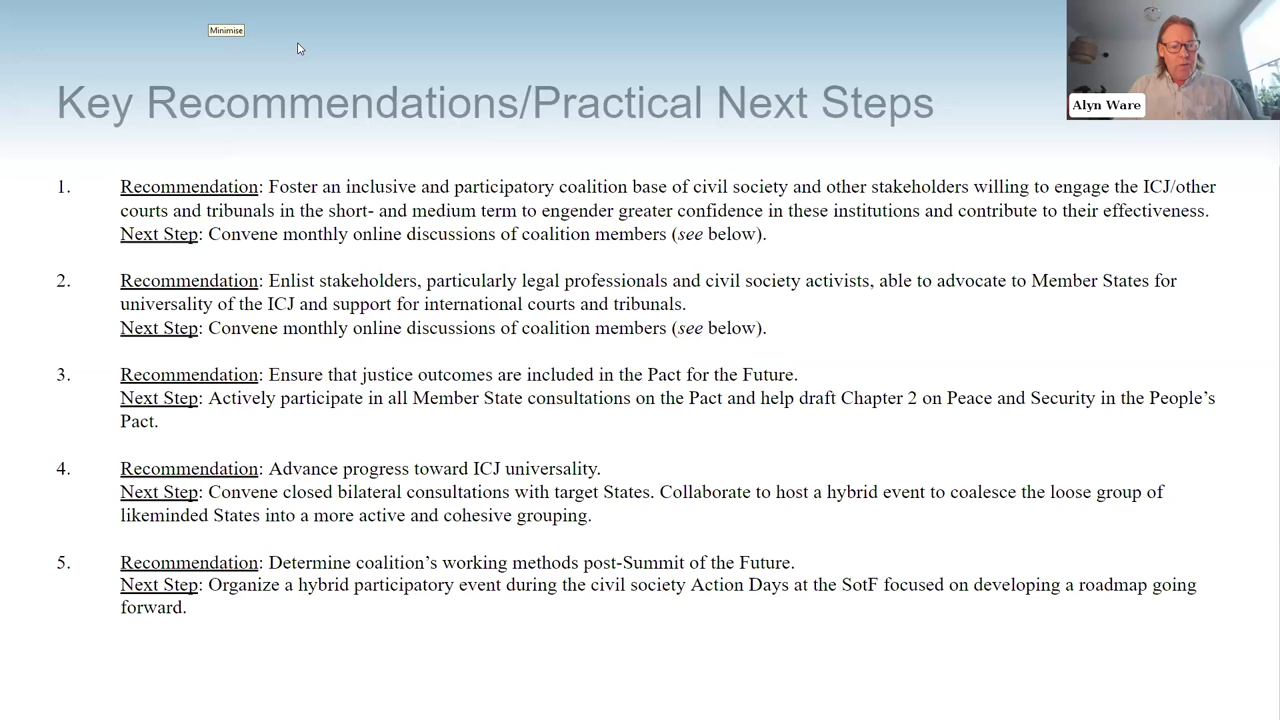 Minimise
Alyn Ware
Key Recommendations/Practical Next Steps
1. Recommendation: Foster an inclusive and participatory coalition base of civil society and other stakeholders willing to engage the ICJ/other
courts and tribunals in the short- and medium term to engender greater confidence in these institutions and contribute to their effectiveness.
Next Step: Convene monthly online discussions of coalition members (see below).
2. Recommendation: Enlist stakeholders, particularly legal professionals and civil society activists, able to advocate to Member States for
universality of the ICJ and support for international courts and tribunals.
Next Step: Convene monthly online discussions of coalition members (see below).
3. Recommendation: Ensure that justice outcomes are included in the Pact for the Future.
Next Step: Actively participate in all Member State consultations on the Pact and help draft Chapter 2 on Peace and Security in the People’s
Pact.
4. Recommendation: Advance progress toward ICJ universality.
Next Step: Convene closed bilateral consultations with target States. Collaborate to host a hybrid event to coalesce the loose group of
likeminded States into a more active and cohesive grouping.
5. Recommendation: Determine coalition’s working methods post-Summit of the Future.
Next Step: Organize a hybrid participatory event during the civil society Action Days at the SotF focused on developing a roadmap going
forward.